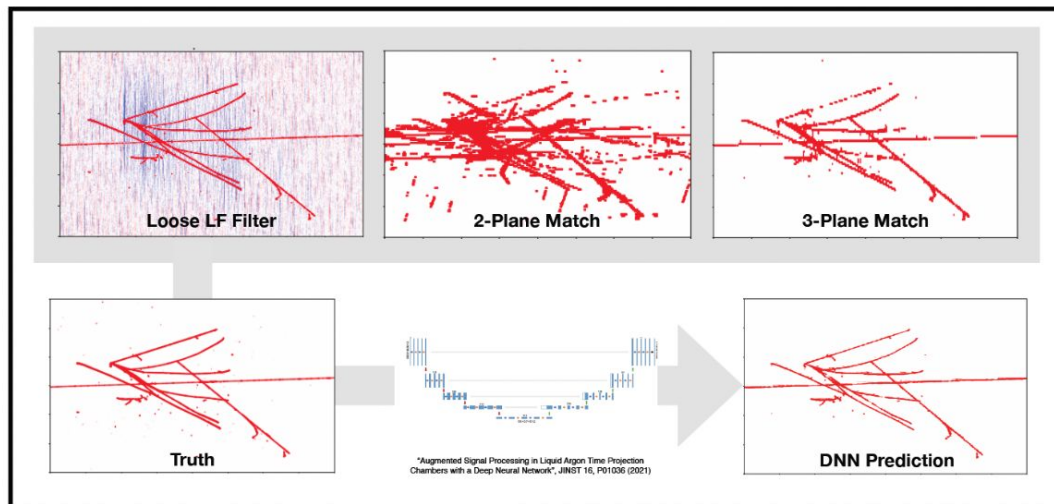 Loose LF Filter
2-Plane Match
3-Plane Match
Truth
"Augmented Signal Processing in Liquid Argon Time Projection
Chambers with a Deep Neural Network", JINST 16, P01036 (2021)
DNN Prediction